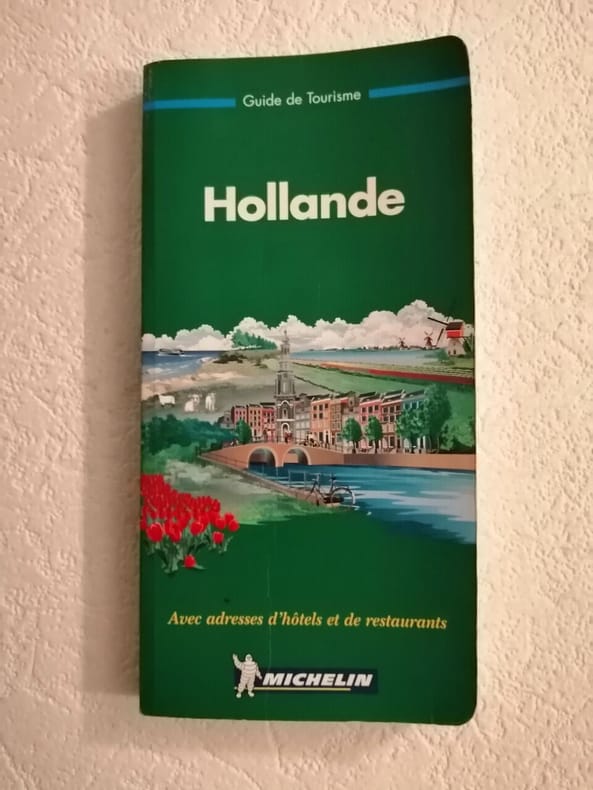 Guide de Tourisme
Hollande
Avec adresses d'hôtels et de restaurants
MICHELIN